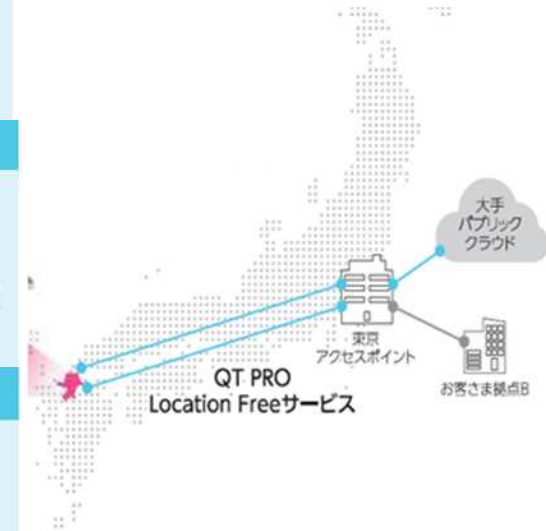 大手
パブリック
クラウド
東京
アクセスポイント
お客さま拠点B
QT PRO
Location Freeサービス